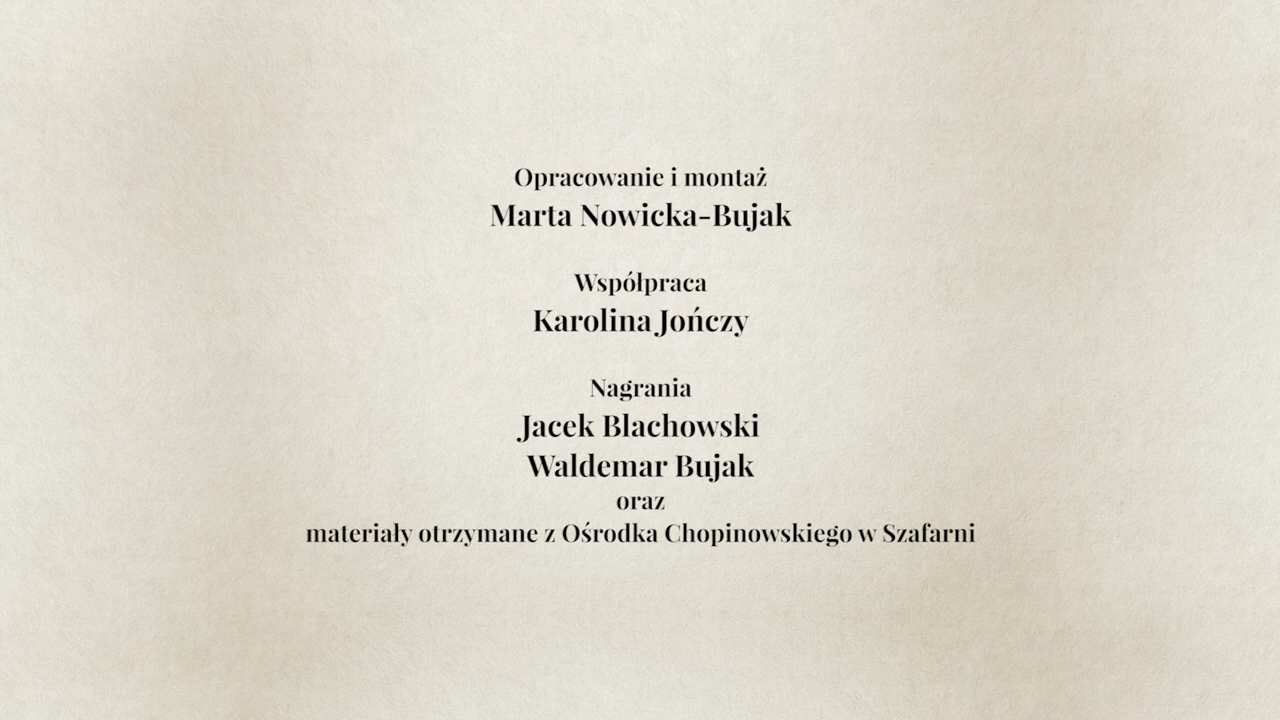 Opracowanie i montaż
Marta Nowicka-Bujak
Współpraca
Karolina Jończy
Nagrania
Jacek Blachowski
Waldemar Bujak
oraz
materiały otrzymane z Ośrodka Chopinowskiego w Szafarni